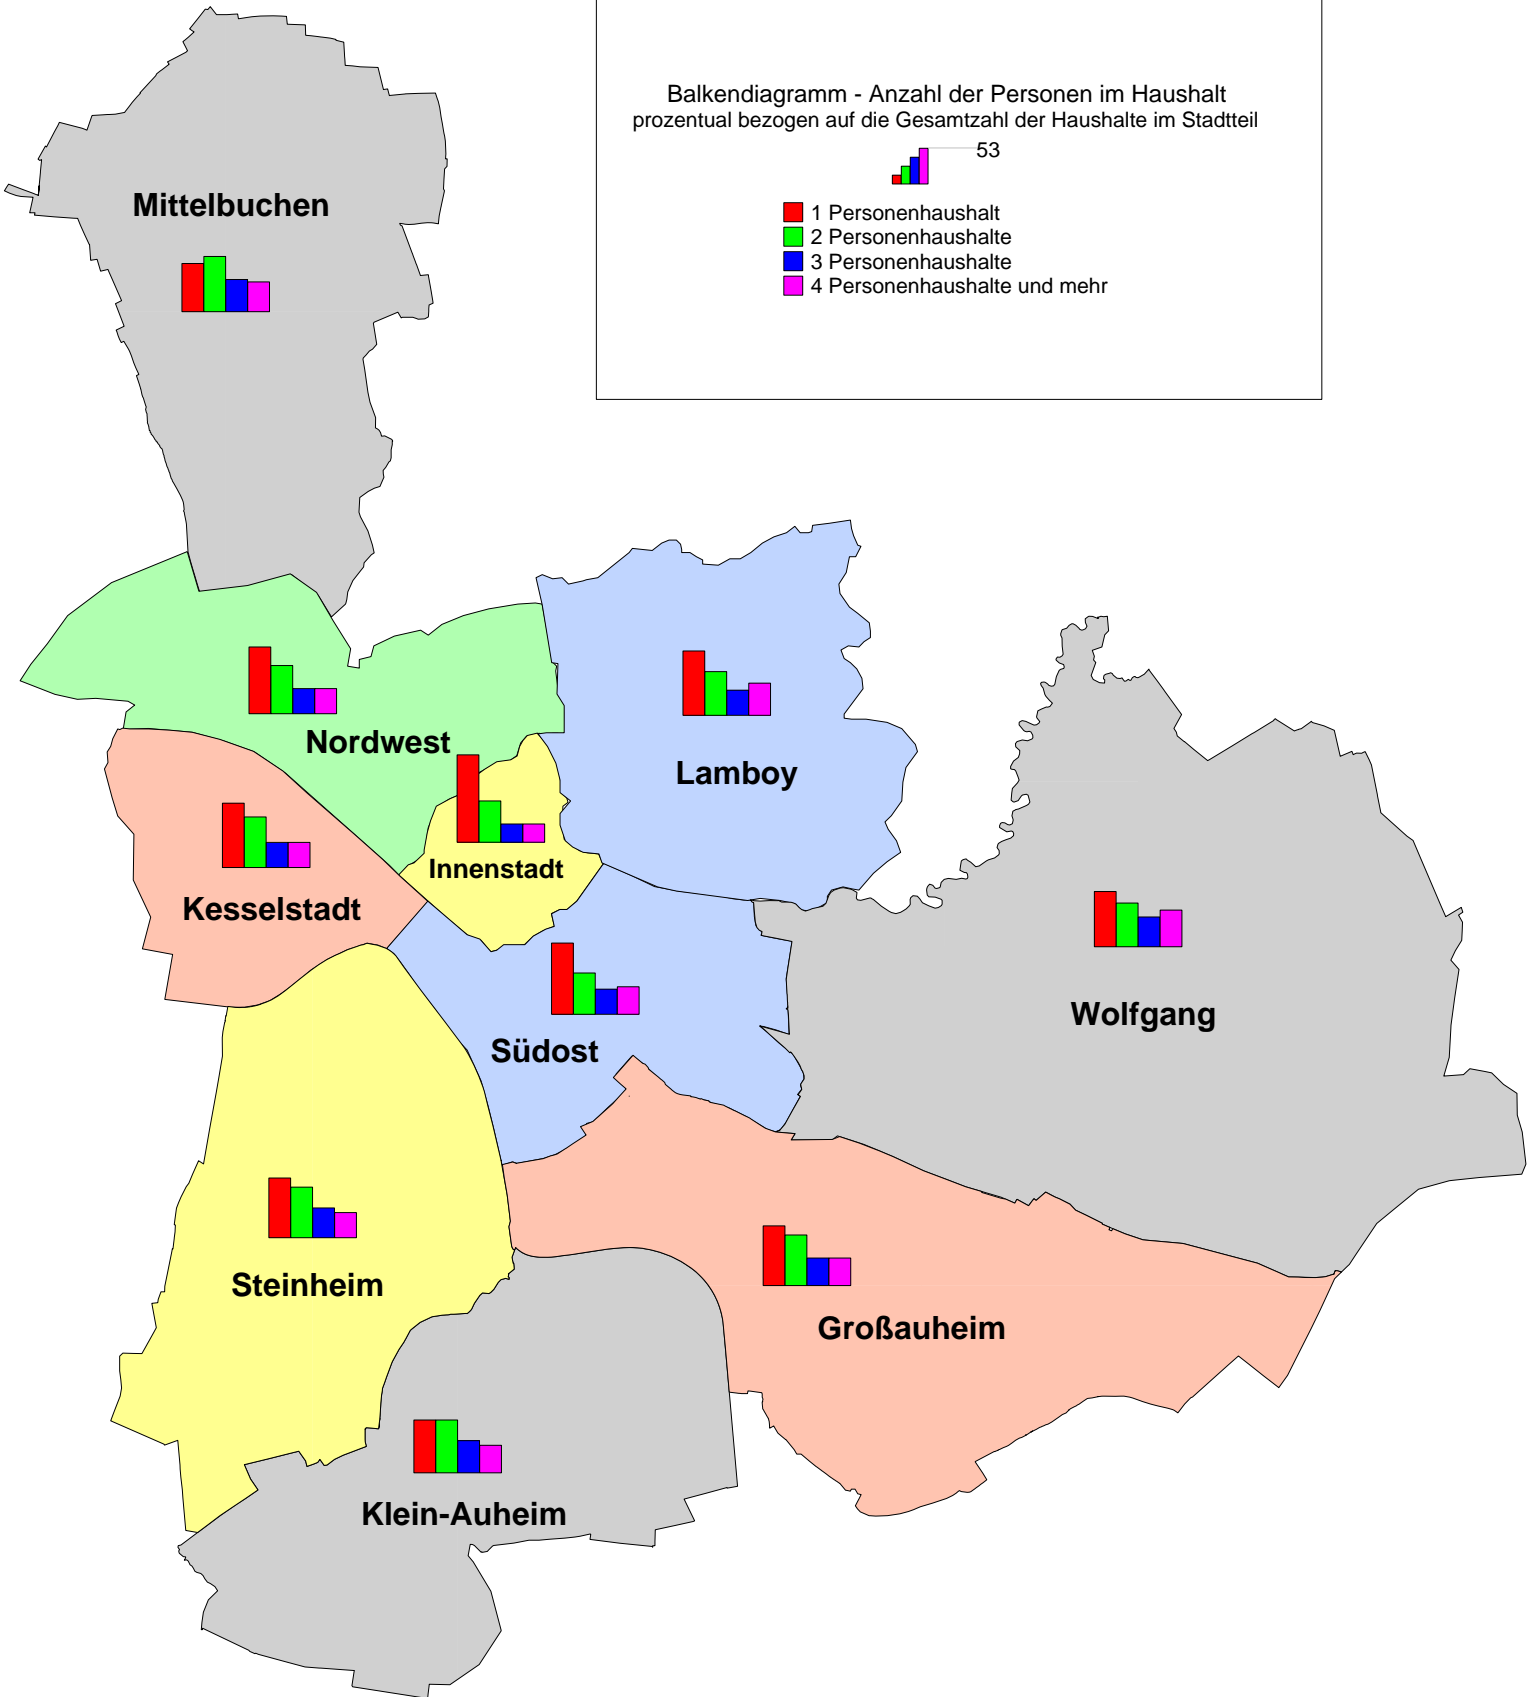 Balkendiagramm - Anzahl der Personen im Haushalt
prozentual bezogen auf die Gesamtzahl der Haushalte im Stadtteil
53
1 Personenhaushalt
2 Personenhaushalte
3 Personenhaushalte
4 Personenhaushalte und mehr
Mittelbuchen
Nordwest
Lamboy
Innenstadt
Kesselstadt
Wolfgang
Südost
Steinheim
Großauheim
Klein-Auheim